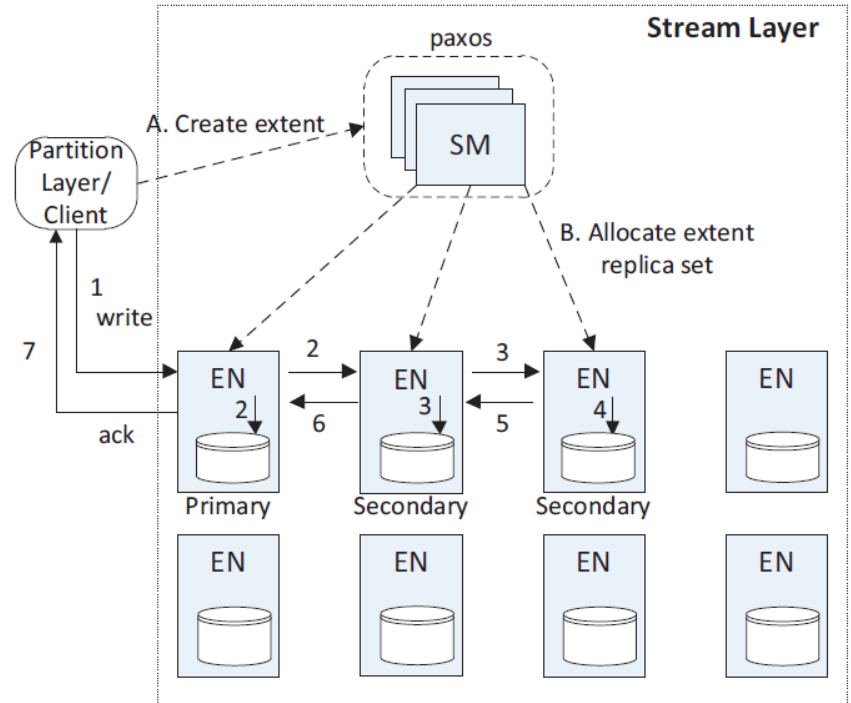 Stream Layer
paxos
A. Create extent
SM
Partition
Layer/
Client
B. Allocate extent
replica set
1
write
7
2
3
EN
EN
EN
EN
2
6
3
5
4
ack
Primary
Secondary
Secondary
EN
EN
EN
EN